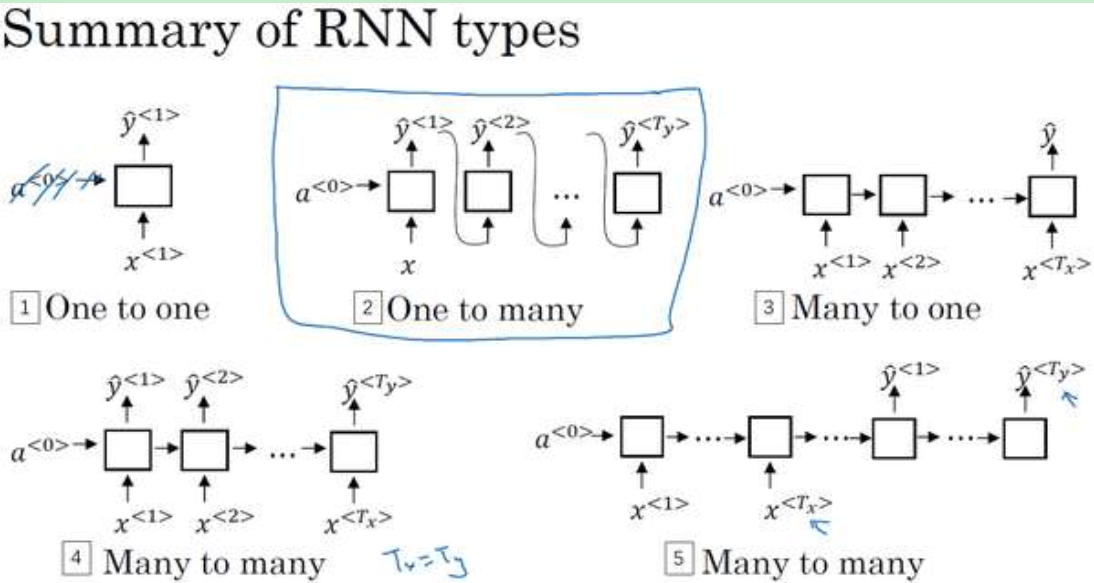 Summary of RNN types
ŷ<1>
a<0>
x<1>
1 One to one
ŷ<1> ŷ<2> ŷ<Ty>
a<0> ...
x
2 One to many
ŷ
a<0> ...
x<1> x<2> x<Tx>
3 Many to one
ŷ<1> ŷ<2> ŷ<Ty>
a<0> ...
x<1> x<2> x<Tx>
4 Many to many Tx=Ty
ŷ<1> ŷ<Ty>
a<0> ... ... ...
x<1> x<Tx>
5 Many to many